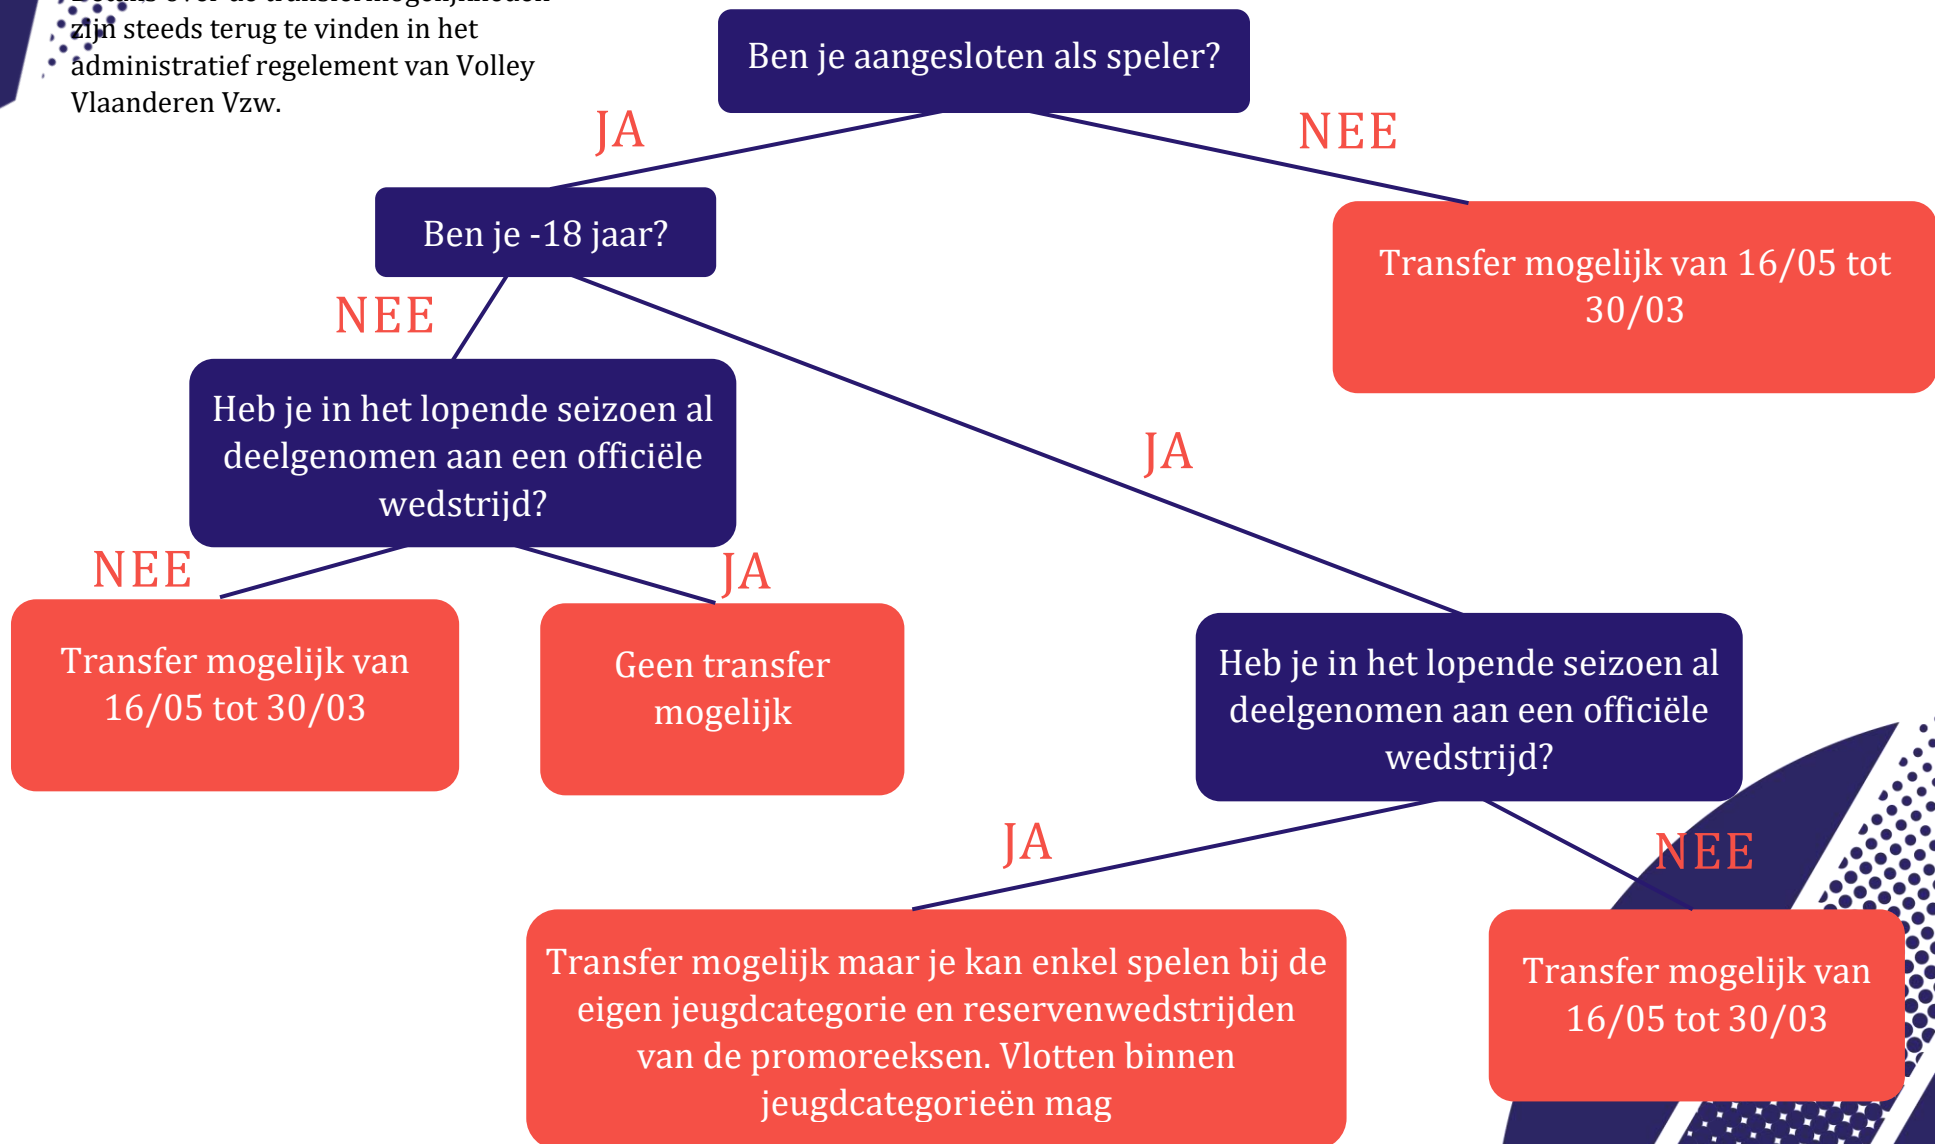 zijn steeds terug te vinden in het
administratief regelement van Volley
Vlaanderen Vzw.
Ben je aangesloten als speler?
JA
NEE
Ben je -18 jaar?
Transfer mogelijk van 16/05 tot
30/03
NEE
JA
Heb je in het lopende seizoen al
deelgenomen aan een officiële
wedstrijd?
NEE
JA
Transfer mogelijk van
16/05 tot 30/03
Geen transfer
mogelijk
Heb je in het lopende seizoen al
deelgenomen aan een officiële
wedstrijd?
JA
NEE
Transfer mogelijk maar je kan enkel spelen bij de
eigen jeugdcategorie en reservenwedstrijden
van de promoreeksen. Vlotten binnen
jeugdcategorieën mag
Transfer mogelijk van
16/05 tot 30/03